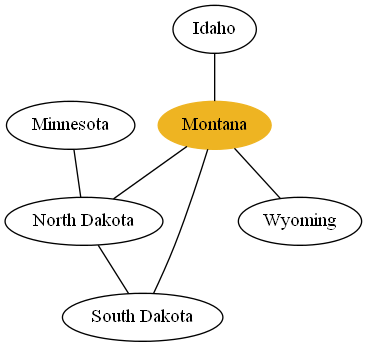 Idaho
Minnesota
Montana
North Dakota
Wyoming
South Dakota